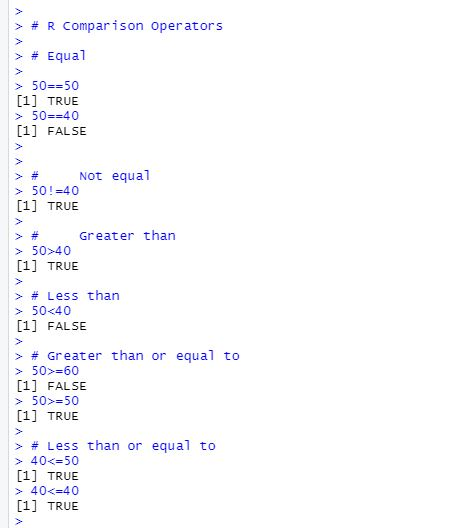 >
> # R Comparison Operators
>
> # Equal
>
> 50==50
[1] TRUE
> 50==40
[1] FALSE
>
>
> #     Not equal
> 50!=40
[1] TRUE
>
> #     Greater than
> 50>40
[1] TRUE
>
> # Less than
> 50<40
[1] FALSE
>
> # Greater than or equal to
> 50>=60
[1] FALSE
> 50>=50
[1] TRUE
>
> # Less than or equal to
> 40<=50
[1] TRUE
> 40<=40
[1] TRUE
>